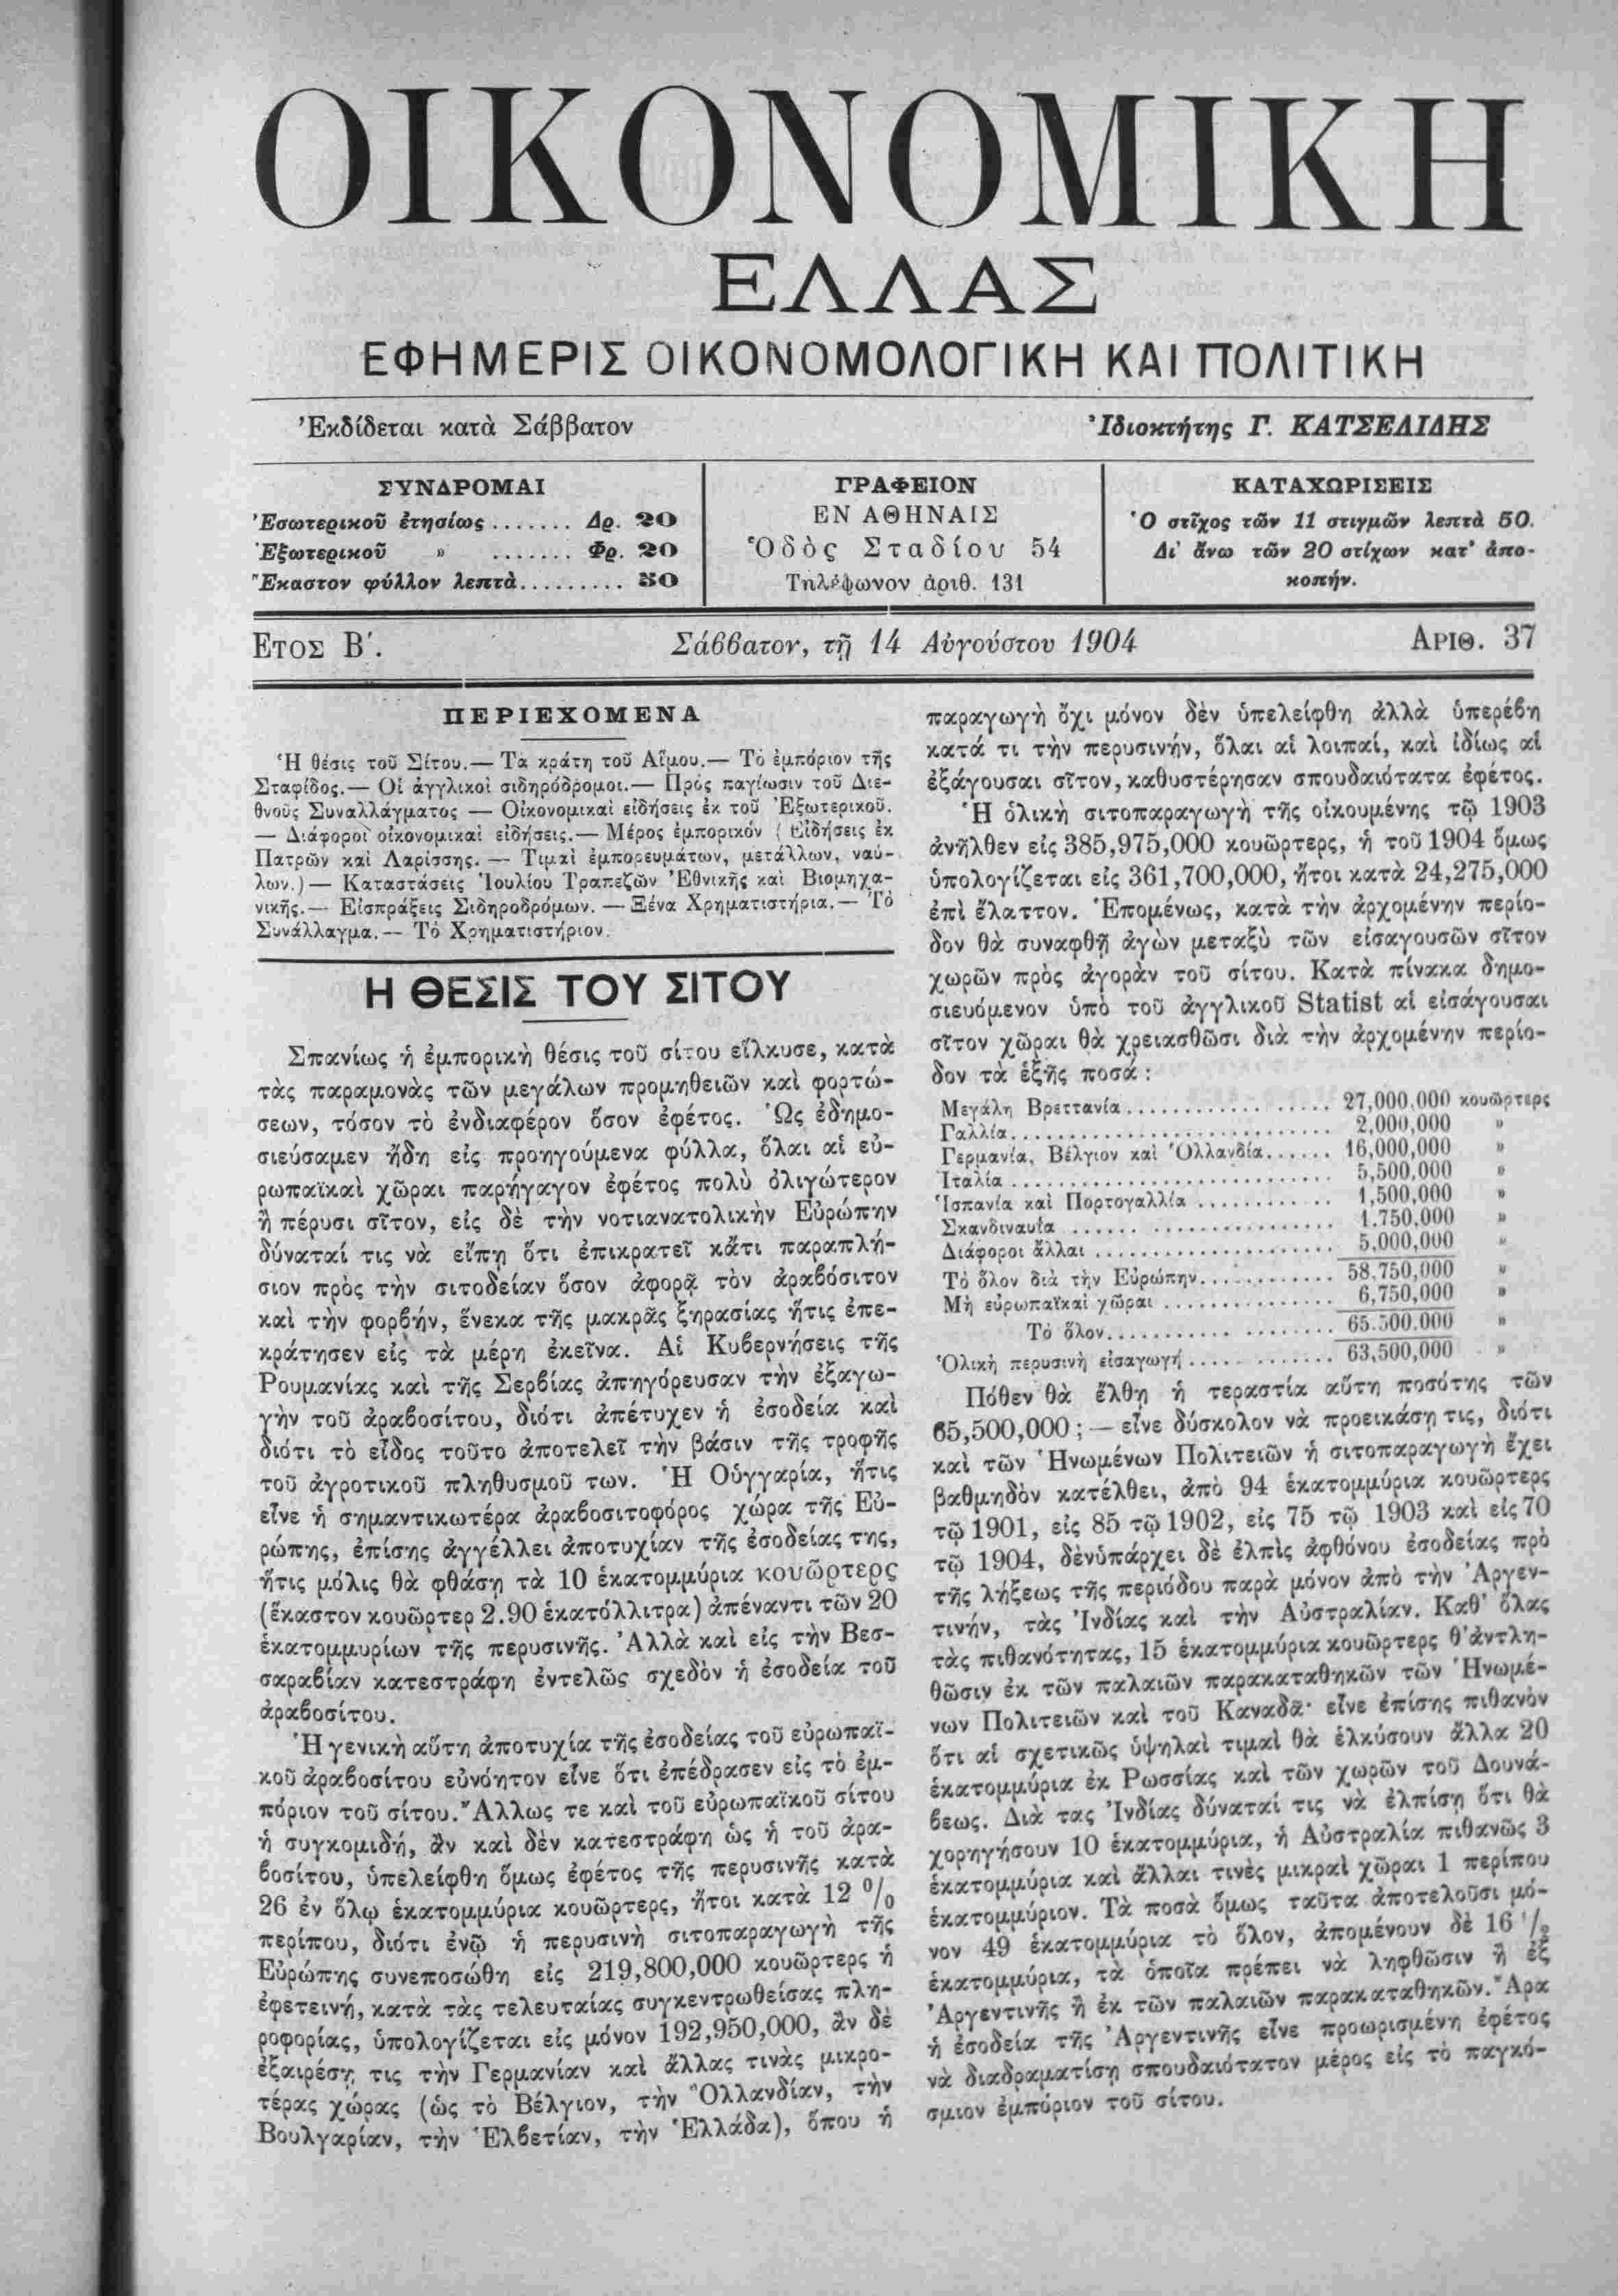 ΟΙΚΟΝΟΜΙΚΗ
ΕΛΛΑΣ
ΕΦΗΜΕΡΙΣ ΟΙΚΟΝΟΜΟΛΟΓΙΚΗ ΚΑΙ ΠΟΛΙΤΙΚΗ
Ἐκδίδεται κατὰ Σάββατον
Ἰδιοκτήτης Γ. ΚΑΤΣΕΛΙΔΗΣ
ΣΥΝΔΡΟΜΑΙ
Ἐσωτερικοῦ ἐτησίως ....... Δρ. 20
Ἐξωτερικοῦ » ....... Φρ. 20
Ἕκαστον φύλλον λεπτὰ......... 50
ΓΡΑΦΕΙΟΝ
ΕΝ ΑΘΗΝΑΙΣ
Ὁδὸς Σταδίου 54
Τηλέφωνον ἀριθ. 131
ΚΑΤΑΧΩΡΙΣΕΙΣ
Ὁ στῖχος τῶν 11 στιγμῶν λεπτὰ 50.
Δι' ἄνω τῶν 20 στίχων κατ' ἀπο-
κοπήν.
ΕΤΟΣ Β΄.
Σάββατον, τῇ 14 Αὐγούστου 1904
ΑΡΙΘ. 37
ΠΕΡΙΕΧΟΜΕΝΑ
Ἡ θέσις τοῦ Σίτου.— Τὰ κράτη τοῦ Αἵμου.— Τὸ ἐμπόριον τῆς
Σταφίδος.— Οἱ ἀγγλικοὶ σιδηρόδρομοι.— Πρὸς παγίωσιν τοῦ Διε-
θνοῦς Συναλλάγματος — Οἰκονομικαὶ εἰδήσεις ἐκ τοῦ Ἐξωτερικοῦ.
— Διάφοροι οἰκονομικαὶ εἰδήσεις.— Μέρος ἐμπορικόν (Εἰδήσεις ἐκ
Πατρῶν καὶ Λαρίσσης. — Τιμαὶ ἐμπορευμάτων, μετάλλων, ναύ-
λων.)— Καταστάσεις Ἰουλίου Τραπεζῶν Ἐθνικῆς καὶ Βιομηχα-
νικῆς.— Εἰσπράξεις Σιδηροδρόμων. — Ξένα Χρηματιστήρια.— Τὸ
Συνάλλαγμα.— Τὸ Χρηματιστήριον.
Η ΘΕΣΙΣ ΤΟΥ ΣΙΤΟΥ
Σπανίως ἡ ἐμπορικὴ θέσις τοῦ σίτου εἵλκυσε, κατὰ
τὰς παραμονὰς τῶν μεγάλων προμηθειῶν καὶ φορτώ-
σεων, τόσον τὸ ἐνδιαφέρον ὅσον ἐφέτος. Ὡς ἐδημο-
σιεύσαμεν ἤδη εἰς προηγούμενα φύλλα, ὅλαι αἱ εὐ-
ρωπαϊκαὶ χῶραι παρήγαγον ἐφέτος πολὺ ὀλιγώτερον
ἢ πέρυσι σῖτον, εἰς δὲ τὴν νοτιανατολικὴν Εὐρώπην
δύναταί τις νὰ εἴπῃ ὅτι ἐπικρατεῖ κἄτι παραπλή-
σιον πρὸς τὴν σιτοδείαν ὅσον ἀφορᾷ τὸν ἀραβόσιτον
καὶ τὴν φορβήν, ἕνεκα τῆς μακρᾶς ξηρασίας ἥτις ἐπε-
κράτησεν εἰς τὰ μέρη ἐκεῖνα. Αἱ Κυβερνήσεις τῆς
Ρουμανίας καὶ τῆς Σερβίας ἀπηγόρευσαν τὴν ἐξαγω-
γὴν τοῦ ἀραβοσίτου, διότι ἀπέτυχεν ἡ ἐσοδεία καὶ
διότι τὸ εἶδος τοῦτο ἀποτελεῖ τὴν βάσιν τῆς τροφῆς
τοῦ ἀγροτικοῦ πληθυσμοῦ των. Ἡ Οὑγγαρία, ἥτις
εἶνε ἡ σημαντικωτέρα ἀραβοσιτοφόρος χώρα τῆς Εὐ-
ρώπης, ἐπίσης ἀγγέλλει ἀποτυχίαν τῆς ἐσοδείας της,
ἥτις μόλις θὰ φθάσῃ τὰ 10 ἑκατομμύρια κουῶρτερς
(ἕκαστον κουῶρτερ 2.90 ἑκατόλλιτρα) ἀπέναντι τῶν 20
ἑκατομμυρίων τῆς περυσινῆς. Ἀλλὰ καὶ εἰς τὴν Βεσ-
σαραβίαν κατεστράφη ἐντελῶς σχεδὸν ἡ ἐσοδεία τοῦ
ἀραβοσίτου.
Ἡ γενικὴ αὕτη ἀποτυχία τῆς ἐσοδείας τοῦ εὐρωπαϊ-
κοῦ ἀραβοσίτου εὐνόητον εἶνε ὅτι ἐπέδρασεν εἰς τὸ ἐμ-
πόριον τοῦ σίτου. Ἄλλως τε καὶ τοῦ εὐρωπαϊκοῦ σίτου
ἡ συγκομιδή, ἂν καὶ δὲν κατεστράφη ὡς ἡ τοῦ ἀρα-
βοσίτου, ὑπελείφθη ὅμως ἐφέτος τῆς περυσινῆς κατὰ
26 ἐν ὅλῳ ἑκατομμύρια κουῶρτερς, ἤτοι κατὰ 12 0/0
περίπου, διότι ἐνῷ ἡ περυσινὴ σιτοπαραγωγὴ τῆς
Εὐρώπης συνεποσώθη εἰς 219,800,000 κουῶρτερς ἡ
ἐφετεινή, κατὰ τὰς τελευταίας συγκεντρωθείσας πλη-
ροφορίας, ὑπολογίζεται εἰς μόνον 192,950,000, ἂν δὲ
ἐξαιρέσῃ τις τὴν Γερμανίαν καὶ ἄλλας τινὰς μικρο-
τέρας χώρας (ὡς τὸ Βέλγιον, τὴν Ὀλλανδίαν, τὴν
Βουλγαρίαν, τὴν Ἑλβετίαν, τὴν Ἑλλάδα), ὅπου ἡ
παραγωγὴ ὄχι μόνον δὲν ὑπελείφθη ἀλλὰ ὑπερέβη
κατά τι τὴν περυσινήν, ὅλαι αἱ λοιπαί, καὶ ἰδίως αἱ
ἐξάγουσαι σῖτον, καθυστέρησαν σπουδαιότατα ἐφέτος.
Ἡ ὁλικὴ σιτοπαραγωγὴ τῆς οἰκουμένης τῷ 1903
ἀνῆλθεν εἰς 385,975,000 κουῶρτερς, ἡ τοῦ 1904 ὅμως
ὑπολογίζεται εἰς 361,700,000, ἤτοι κατὰ 24,275,000
ἐπὶ ἔλαττον. Ἑπομένως, κατὰ τὴν ἀρχομένην περίο-
δον θὰ συναφθῇ ἀγὼν μεταξὺ τῶν εἰσαγουσῶν σῖτον
χωρῶν πρὸς ἀγορὰν τοῦ σίτου. Κατὰ πίνακα δημο-
σιευόμενον ὑπὸ τοῦ ἀγγλικοῦ Statist αἱ εἰσάγουσαι
σῖτον χῶραι θὰ χρειασθῶσι διὰ τὴν ἀρχομένην περίο-
δον τὰ ἑξῆς ποσά :
Μεγάλη Βρεττανία........ 27,000,000 κουῶρτερς
Γαλλία........ 2,000,000 »
Γερμανία, Βέλγιον καὶ Ὁλλανδία...... 16,000,000 »
Ἰταλία ........ 5,500,000 »
Ἱσπανία καὶ Πορτογαλλία ........ 1,500,000 »
Σκανδιναυΐα ........ 1.750,000 »
Διάφοροι ἄλλαι ........ 5,000,000 »
Τὸ ὅλον διὰ τὴν Εὐρώπην........ 58,750,000 »
Μὴ εὐρωπαϊκαὶ χῶραι ........ 6,750,000 »
Τὸ ὅλον........ 65.500,000 »
Ὁλικὴ περυσινὴ εἰσαγωγή ........ 63,500,000 »
Πόθεν θὰ ἔλθῃ ἡ τεραστία αὕτη ποσότης τῶν
65,500,000 ; — εἶνε δύσκολον νὰ προεικάσῃ τις, διότι
καὶ τῶν Ἡνωμένων Πολιτειῶν ἡ σιτοπαραγωγὴ ἔχει
βαθμηδὸν κατέλθει, ἀπὸ 94 ἑκατομμύρια κουῶρτερς
τῷ 1901, εἰς 85 τῷ 1902, εἰς 75 τῷ 1903 καὶ εἰς 70
τῷ 1904, δὲν ὑπάρχει δὲ ἐλπὶς ἀφθόνου ἐσοδείας πρὸ
τῆς λήξεως τῆς περιόδου παρὰ μόνον ἀπὸ τὴν Ἀργεν-
τινήν, τὰς Ἰνδίας καὶ τὴν Αὐστραλίαν. Καθ' ὅλας
τὰς πιθανότητας, 15 ἑκατομμύρια κουῶρτερς θ' ἀντλη-
θῶσιν ἐκ τῶν παλαιῶν παρακαταθηκῶν τῶν Ἡνωμέ-
νων Πολιτειῶν καὶ τοῦ Καναδᾶ· εἶνε ἐπίσης πιθανὸν
ὅτι αἱ σχετικῶς ὑψηλαὶ τιμαὶ θὰ ἑλκύσουν ἄλλα 20
ἑκατομμύρια ἐκ Ρωσσίας καὶ τῶν χωρῶν τοῦ Δουνά-
βεως. Διὰ τας Ἰνδίας δύναταί τις νὰ ἐλπίσῃ ὅτι θὰ
χορηγήσουν 10 ἑκατομμύρια, ἡ Αὐστραλία πιθανῶς 3
ἑκατομμύρια καὶ ἄλλαι τινὲς μικραὶ χῶραι 1 περίπου
ἑκατομμύριον. Τὰ ποσὰ ὅμως ταῦτα ἀποτελοῦσι μό-
νον 49 ἑκατομμύρια τὸ ὅλον, ἀπομένουν δὲ 16 1/2
ἑκατομμύρια, τὰ ὁποῖα πρέπει νὰ ληφθῶσιν ἢ ἐξ
Ἀργεντινῆς ἢ ἐκ τῶν παλαιῶν παρακαταθηκῶν. Ἄρα
ἡ ἐσοδεία τῆς Ἀργεντινῆς εἶνε προωρισμένη ἐφέτος
νὰ διαδραματίσῃ σπουδαιότατον μέρος εἰς τὸ παγκό-
σμιον ἐμπόριον τοῦ σίτου.